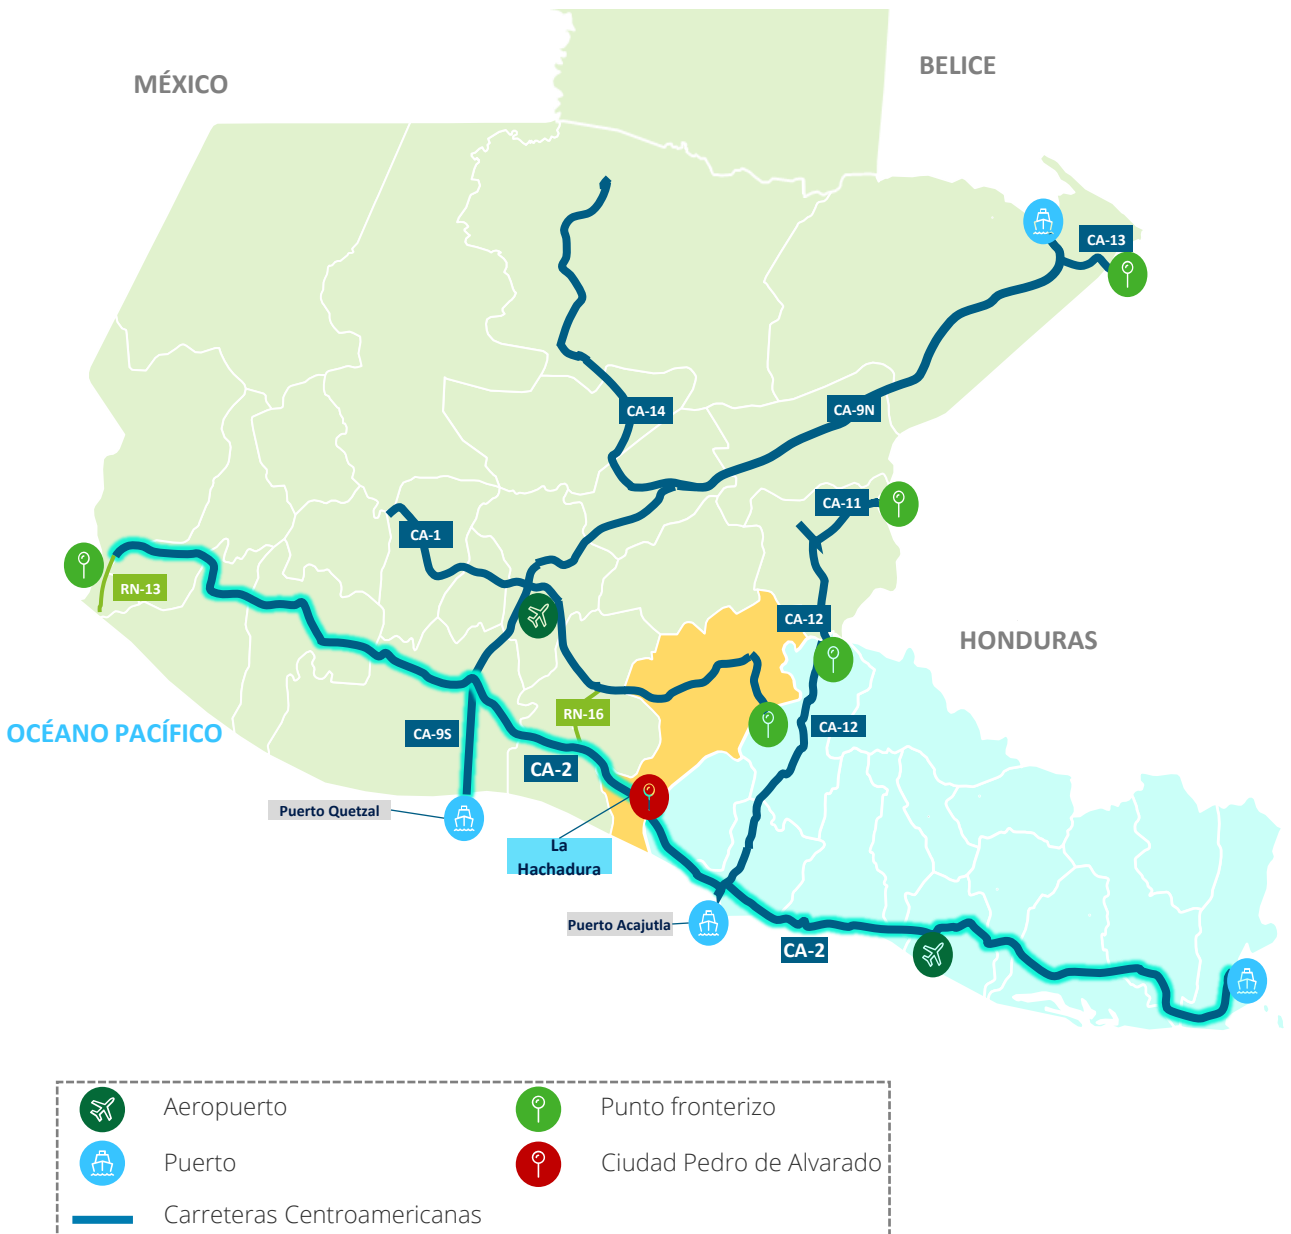 BELICE
MÉXICO
CA-13
CA-14
CA-9N
CA-11
CA-1
RN-13
CA-12
HONDURAS
RN-16
CA-12
OCÉANO PACÍFICO
CA-9S
CA-2
Puerto Quetzal
La
Hachadura
Puerto Acajutla
CA-2
Aeropuerto
Punto fronterizo
Puerto
Ciudad Pedro de Alvarado
Carreteras Centroamericanas